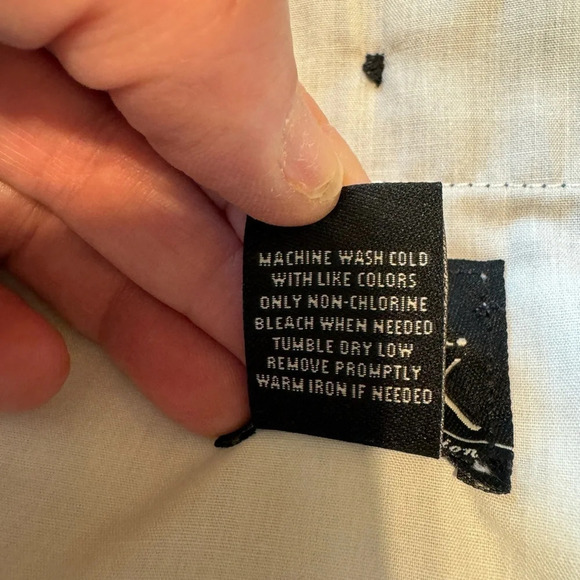 MACHINE WASH COLD
WITH LIKE COLORS
ONLY NON-CHLORINE
BLEACH WHEN NEEDED
TUMBLE DRY LOW
REMOVE PROMPTLY
WARM IRON IF NEEDED